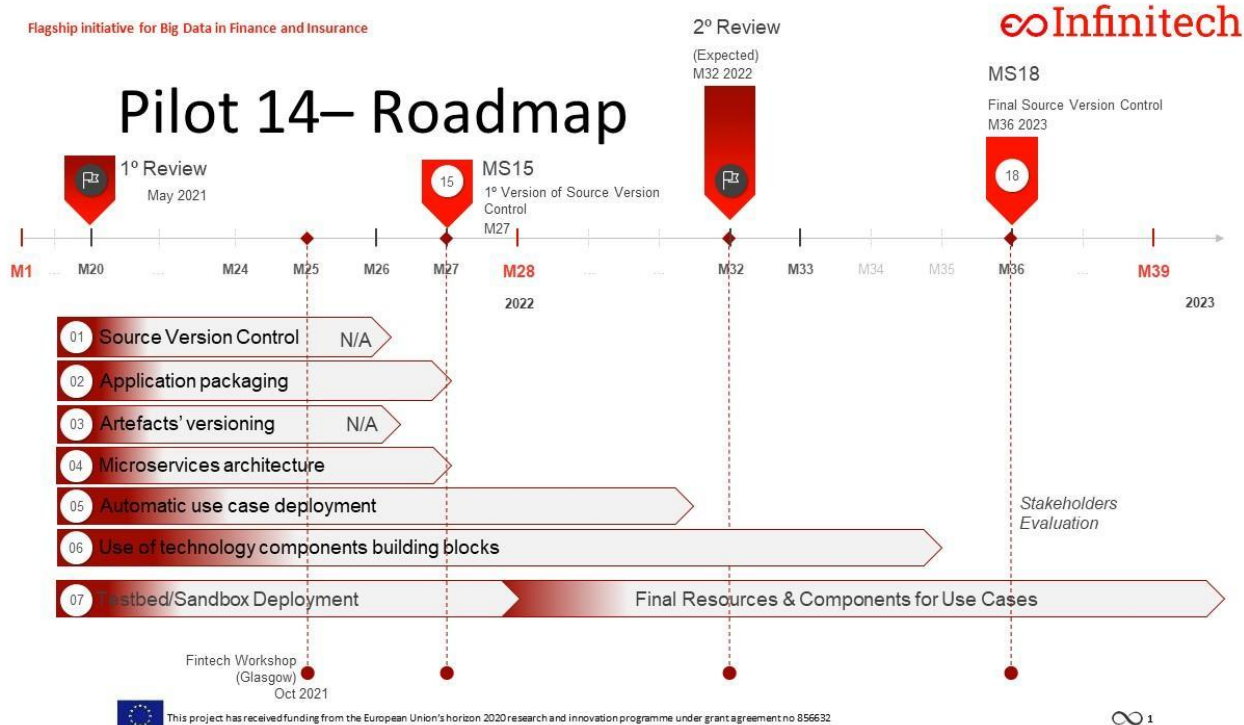 Flagship initiative for Big Data in Finance and Insurance
Infinitech
Pilot 14– Roadmap
1º Review
May 2021
15
MS15
1º Version of Source Version
Control
M27
2º Review
(Expected)
M32 2022
MS18
Final Source Version Control
M36 2023
18
M1 ... M20 ... M24 M25 M26 M27 M28 ... ... M32 M33 M34 M35 M36 ... M39
2022 2023
01 Source Version Control N/A
02 Application packaging
03 Artefacts' versioning N/A
04 Microservices architecture
05 Automatic use case deployment
06 Use of technology components building blocks
Stakeholders
Evaluation
07 Testbed/Sandbox Deployment Final Resources & Components for Use Cases
Fintech Workshop
(Glasgow)
Oct 2021
This project has received funding from the European Union's horizon 2020 research and innovation programme under grant agreement no 856632
1